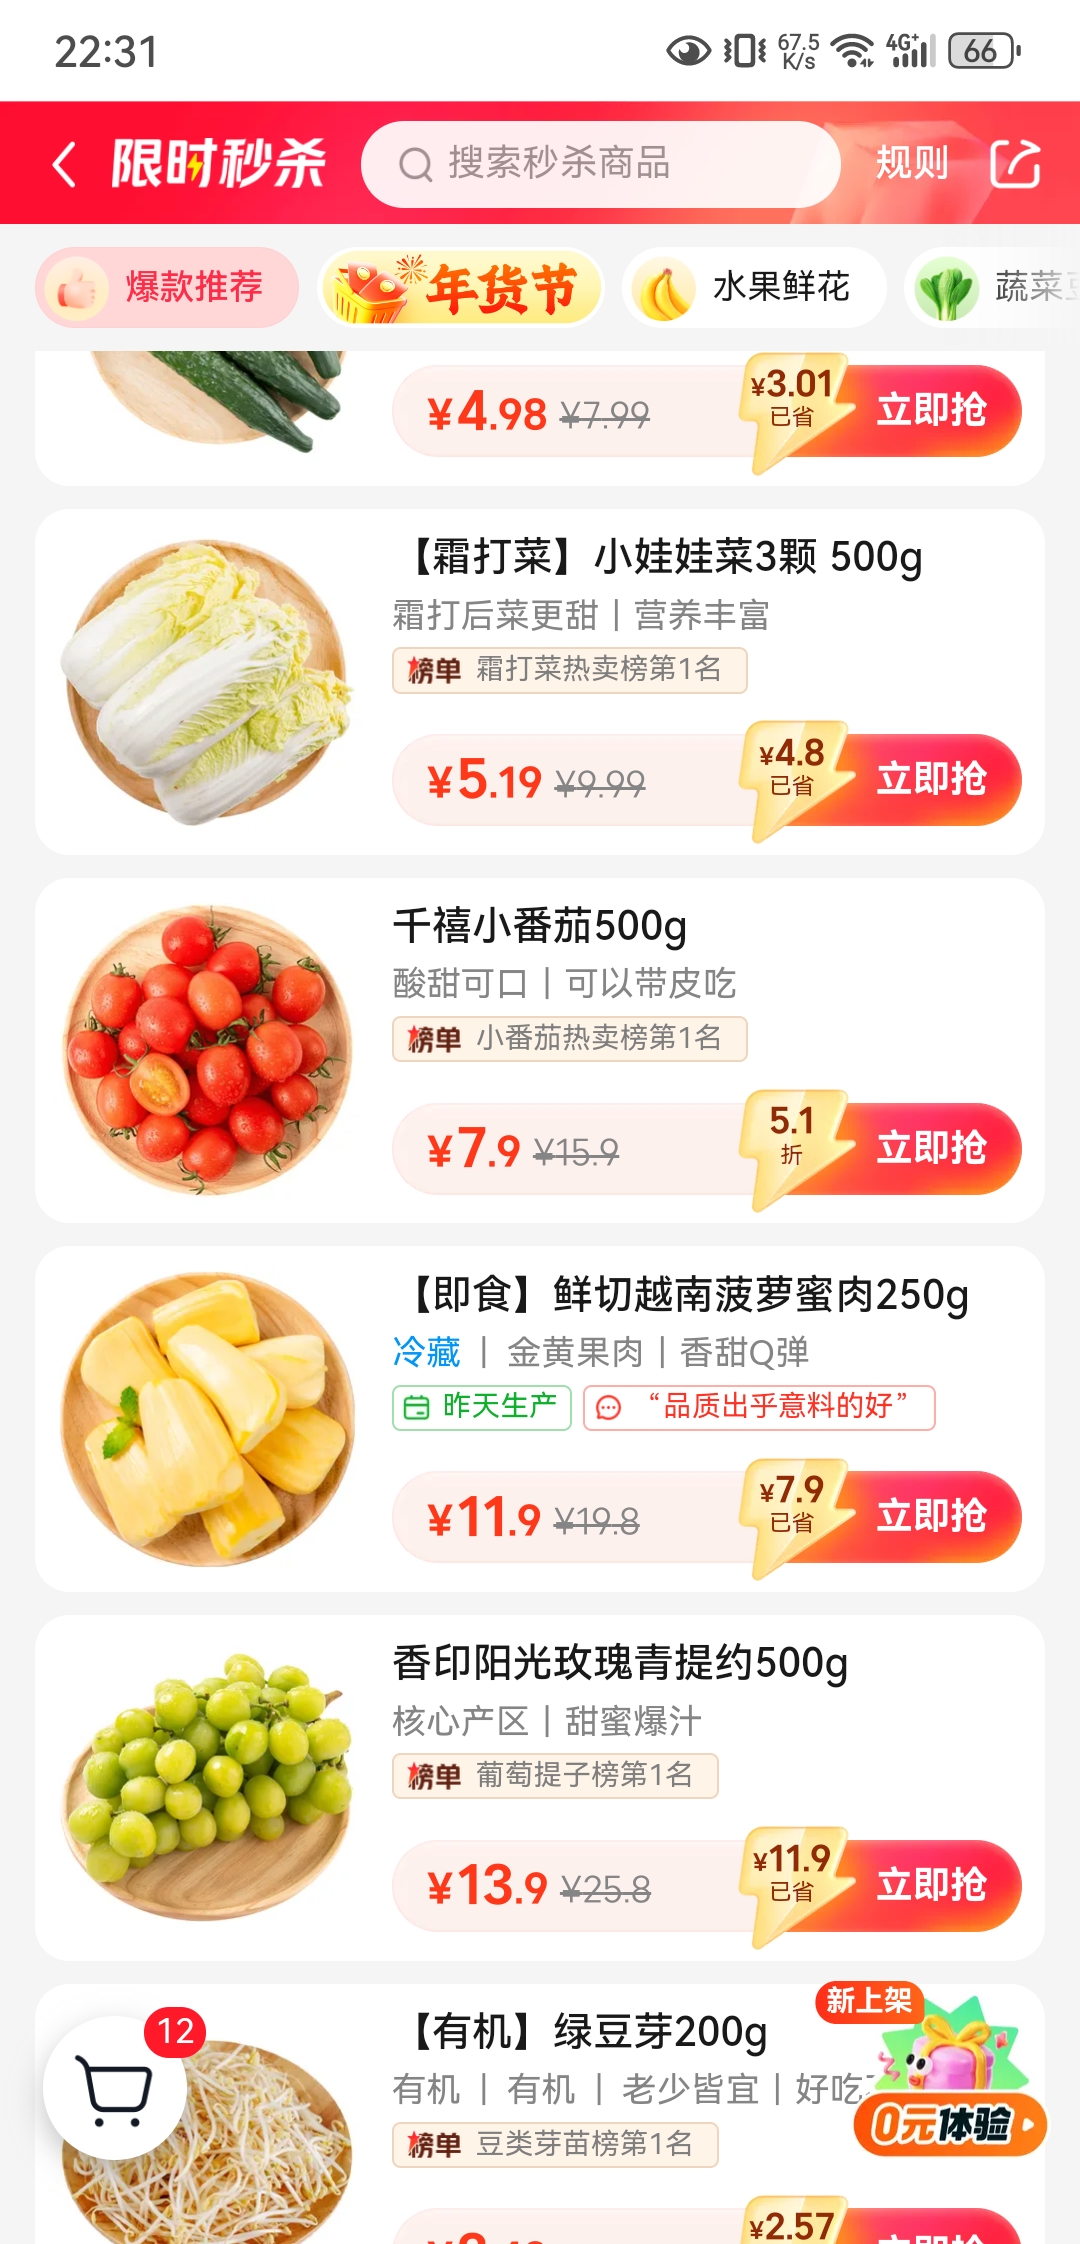 22:31
67.5 K/s
4G+
66
限时秒杀
搜索秒杀商品
规则
爆款推荐
年货节
水果鲜花
蔬菜
¥4.98 ¥7.99
¥3.01
已省
立即抢
【霜打菜】小娃娃菜3颗 500g
霜打后菜更甜 | 营养丰富
榜单 霜打菜热卖榜第1名
¥5.19 ¥9.99
¥4.8
已省
立即抢
千禧小番茄500g
酸甜可口 | 可以带皮吃
榜单 小番茄热卖榜第1名
¥7.9 ¥15.9
5.1
折
立即抢
【即食】鲜切越南菠萝蜜肉250g
冷藏 | 金黄果肉 | 香甜Q弹
昨天生产 “品质出乎意料的好”
¥11.9 ¥19.8
¥7.9
已省
立即抢
香印阳光玫瑰青提约500g
核心产区 | 甜蜜爆汁
榜单 葡萄提子榜第1名
¥13.9 ¥25.8
¥11.9
已省
立即抢
新上架
12
【有机】绿豆芽200g
有机 | 有机 | 老少皆宜 | 好吃
0元体验
榜单 豆类芽苗榜第1名
¥2.57
立即抢